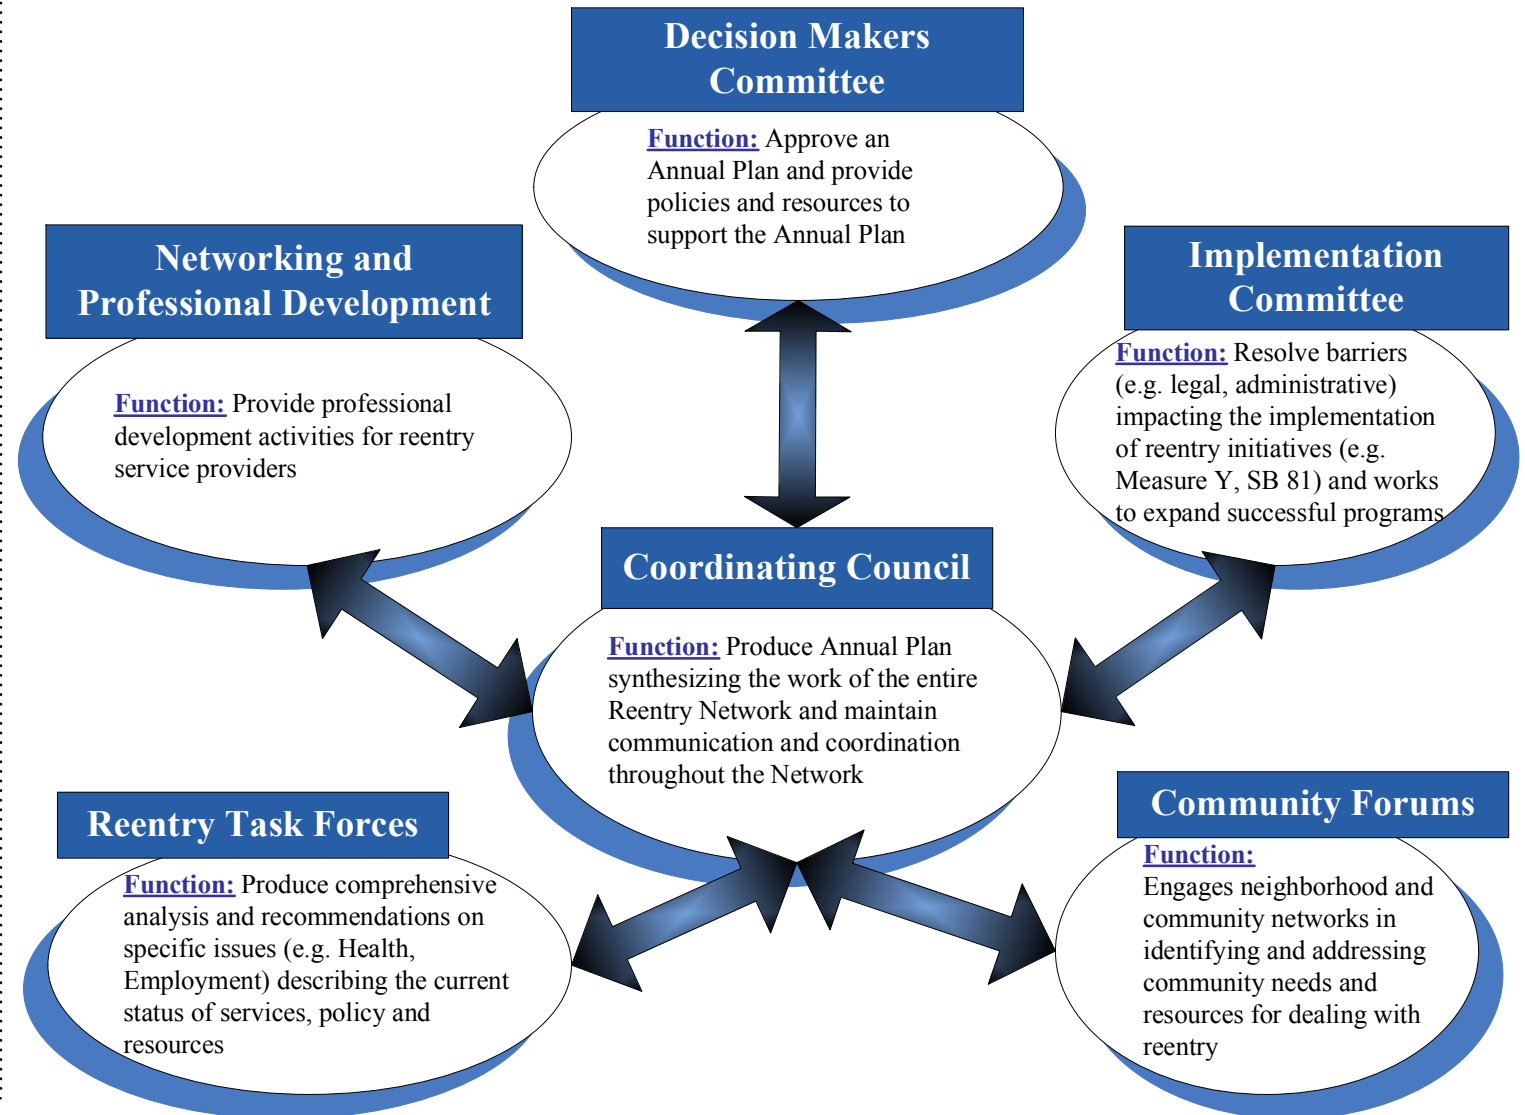 Decision Makers
Committee
Function: Approve an
Annual Plan and provide
policies and resources to
support the Annual Plan
Networking and
Professional Development
Function: Provide professional
development activities for reentry
service providers
Implementation
Committee
Function: Resolve barriers
(e.g. legal, administrative)
impacting the implementation
of reentry initiatives (e.g.
Measure Y, SB 81) and works
to expand successful programs
Coordinating Council
Function: Produce Annual Plan
synthesizing the work of the entire
Reentry Network and maintain
communication and coordination
throughout the Network
Reentry Task Forces
Function: Produce comprehensive
analysis and recommendations on
specific issues (e.g. Health,
Employment) describing the current
status of services, policy and
resources
Community Forums
Function:
Engages neighborhood and
community networks in
identifying and addressing
community needs and
resources for dealing with
reentry